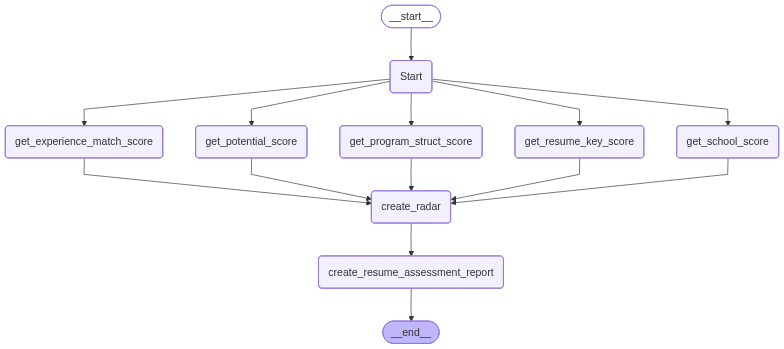 __start__
Start
get_experience_match_score
get_potential_score
get_program_struct_score
get_resume_key_score
get_school_score
create_radar
create_resume_assessment_report
__end__